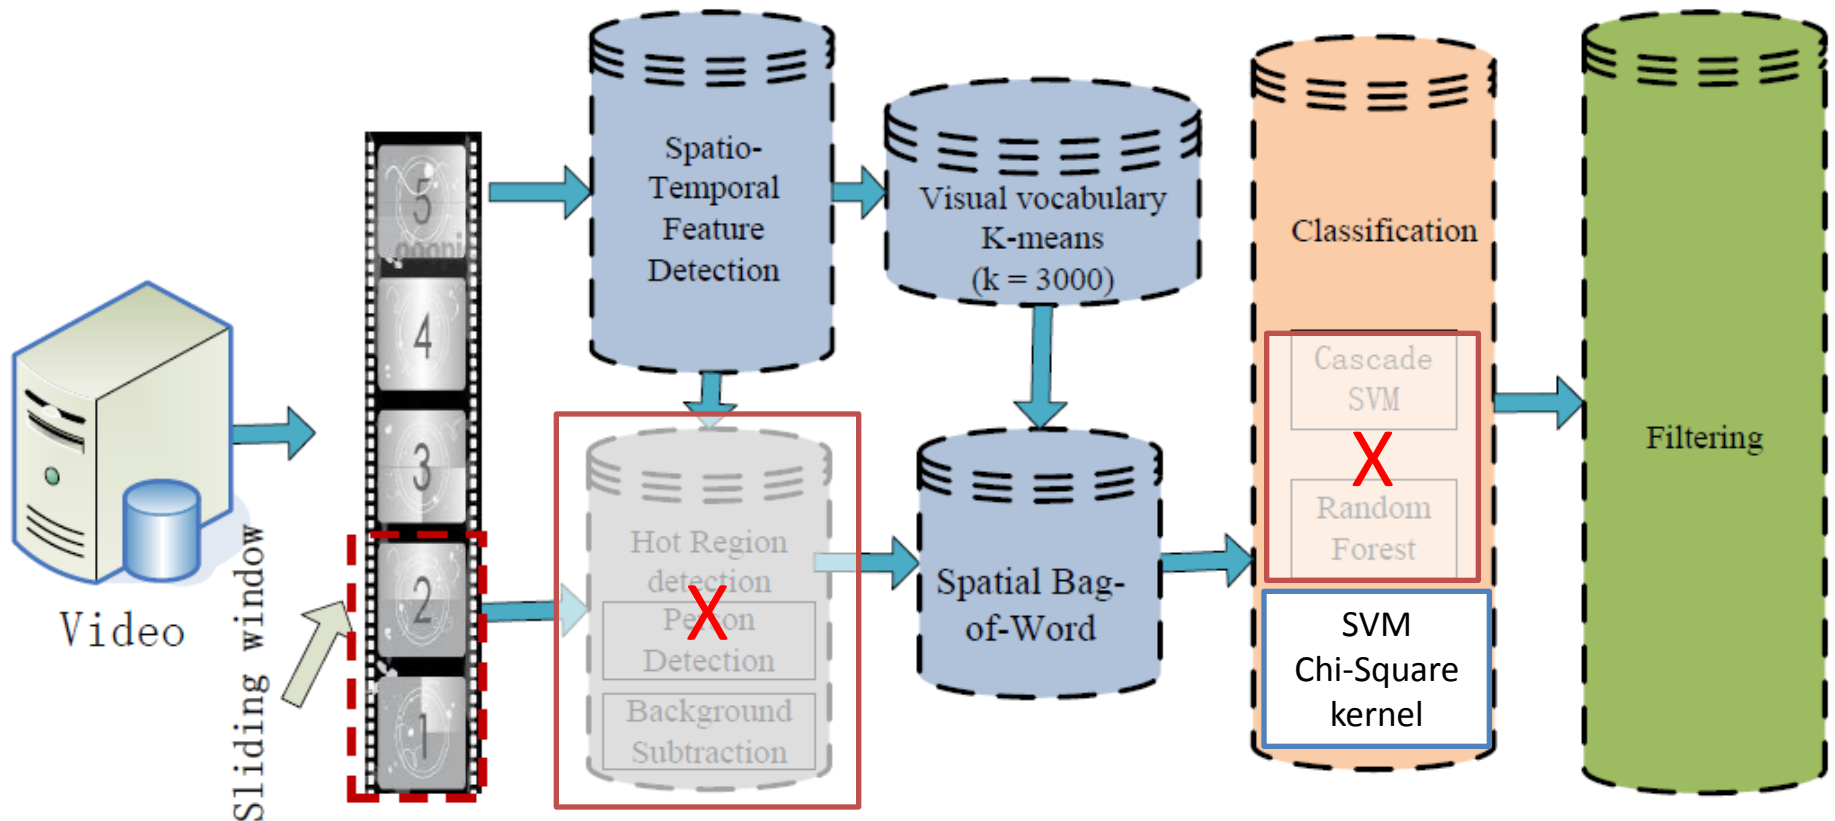 Video
Sliding window
5
4
3
2
1
Spatio-
Temporal
Feature
Detection
Hot Region
detection
Person
Detection
Background
Subtraction
X
Visual vocabulary
K-means
(k = 3000)
Spatial Bag-
of-Word
Classification
Cascade
SVM
X
Random
Forest
SVM
Chi-Square
kernel
Filtering